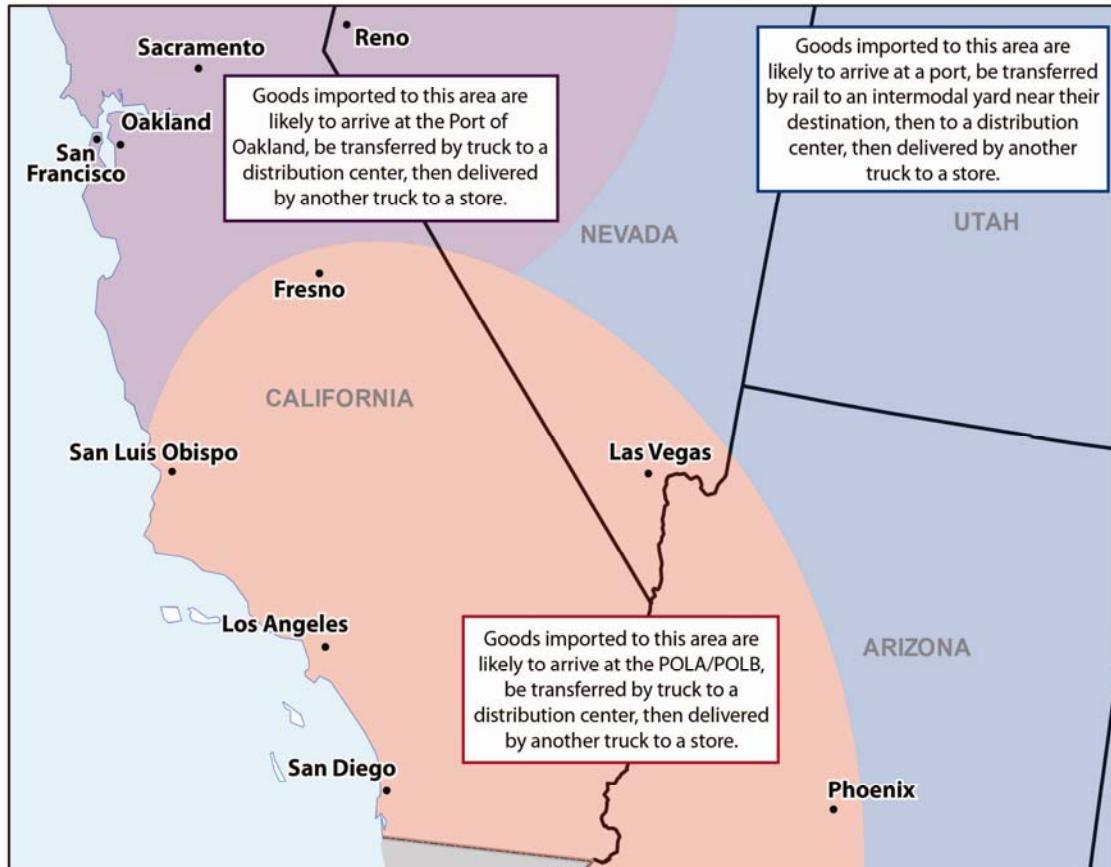 Reno
Sacramento
Goods imported to this area are
likely to arrive at the Port of
Oakland, be transferred by truck to a
distribution center, then delivered
by another truck to a store.
Goods imported to this area are
likely to arrive at a port, be transferred
by rail to an intermodal yard near their
destination, then to a distribution
center, then delivered by another
truck to a store.
Oakland
San
Francisco
NEVADA
UTAH
Fresno
CALIFORNIA
San Luis Obispo
Las Vegas
Los Angeles
Goods imported to this area are
likely to arrive at the POLA/POLB,
be transferred by truck to a
distribution center, then delivered
by another truck to a store.
ARIZONA
San Diego
Phoenix